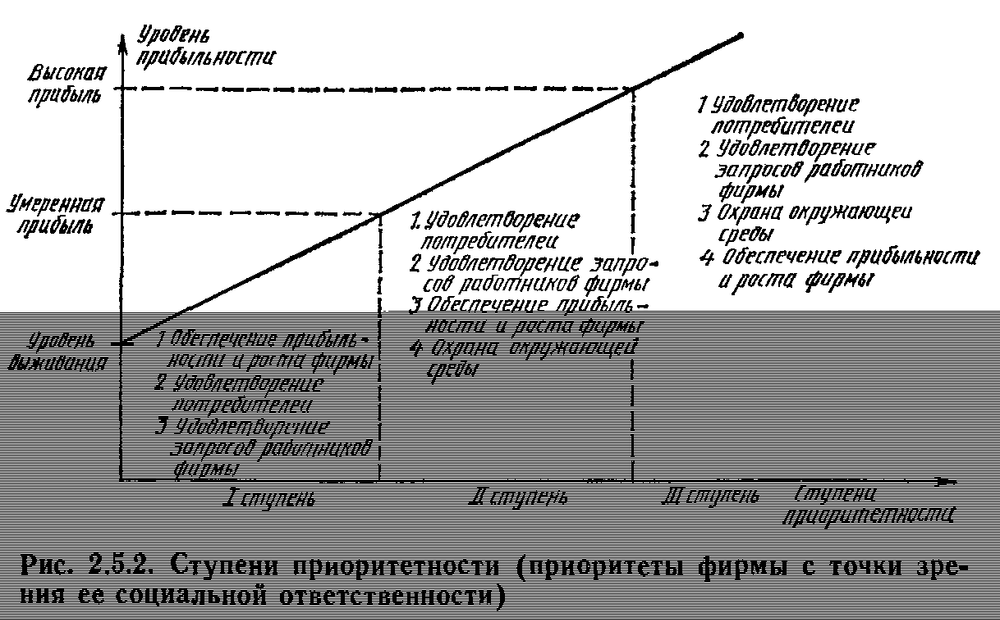 Уровень
прибыльности
Высокая
прибыль
Умеренная
прибыль
Уровень
выживания
1 Обеспечение прибыль-
ности и роста фирмы
2 Удовлетворение
потребителей
3 Удовлетворение
запросов работников
фирмы
1. Удовлетворение
потребителей
2 Удовлетворение запро-
сов работников фирмы
3 Обеспечение прибыль-
ности и роста фирмы
4 Охрана окружающей
среды
1 Удовлетворение
потребителей
2 Удовлетворение
запросов работников
фирмы
3 Охрана окружающей
среды
4 Обеспечение прибыльности
и роста фирмы
I ступень
II ступень
III ступень
Ступени
приоритетности
Рис. 2.5.2. Ступени приоритетности (приоритеты фирмы с точки зре-
ния ее социальной ответственности)